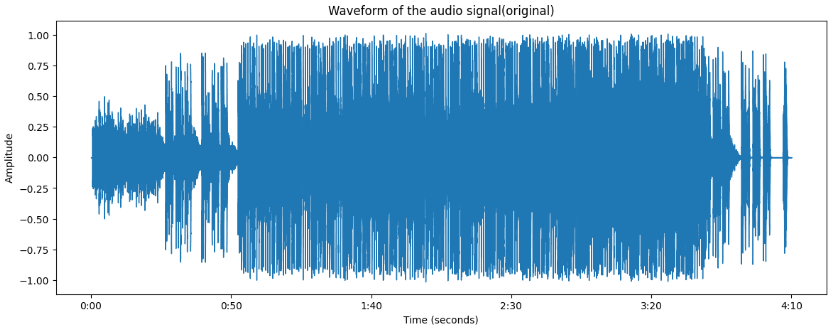 Waveform of the audio signal(original)
1.00
0.75
0.50
0.25
0.00
−0.25
−0.50
−0.75
−1.00
Amplitude
0:00 0:50 1:40 2:30 3:20 4:10
Time (seconds)